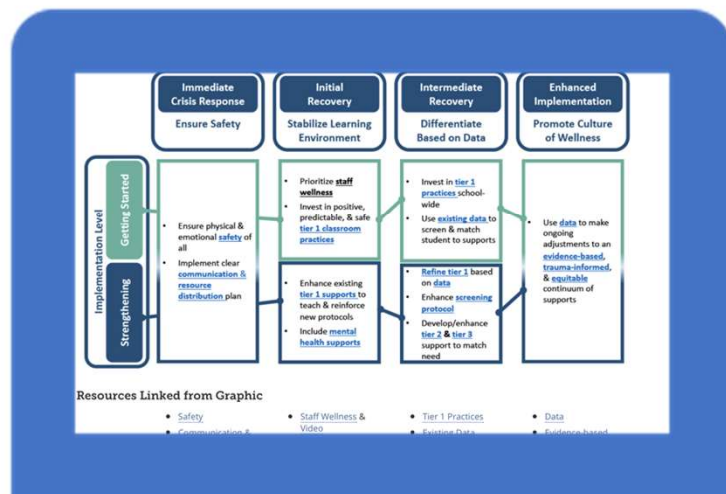 Immediate
Crisis Response
Ensure Safety
Initial
Recovery
Stabilize Learning
Environment
Intermediate
Recovery
Differentiate
Based on Data
Enhanced
Implementation
Promote Culture
of Wellness
Implementation Level
Getting Started
Strengthening
• Ensure physical &
emotional safety of
all
• Implement clear
communication &
resource
distribution plan
• Prioritize staff
wellness
• Invest in positive,
predictable, & safe
tier 1 classroom
practices
• Invest in tier 1
practices school-
wide
• Use existing data to
screen & match
student to supports
• Enhance existing
tier 1 supports to
teach & reinforce
new protocols
• Include mental
health supports
• Refine tier 1 based
on data
• Enhance screening
protocol
• Develop/enhance
tier 2 & tier 3
support to match
need
• Use data to make
ongoing
adjustments to an
evidence-based,
trauma-informed,
& equitable
continuum of
supports
Resources Linked from Graphic
• Safety
• Communication &
• Staff Wellness &
Video
• Tier 1 Practices
• Existing Data
• Data
• Evidence-based